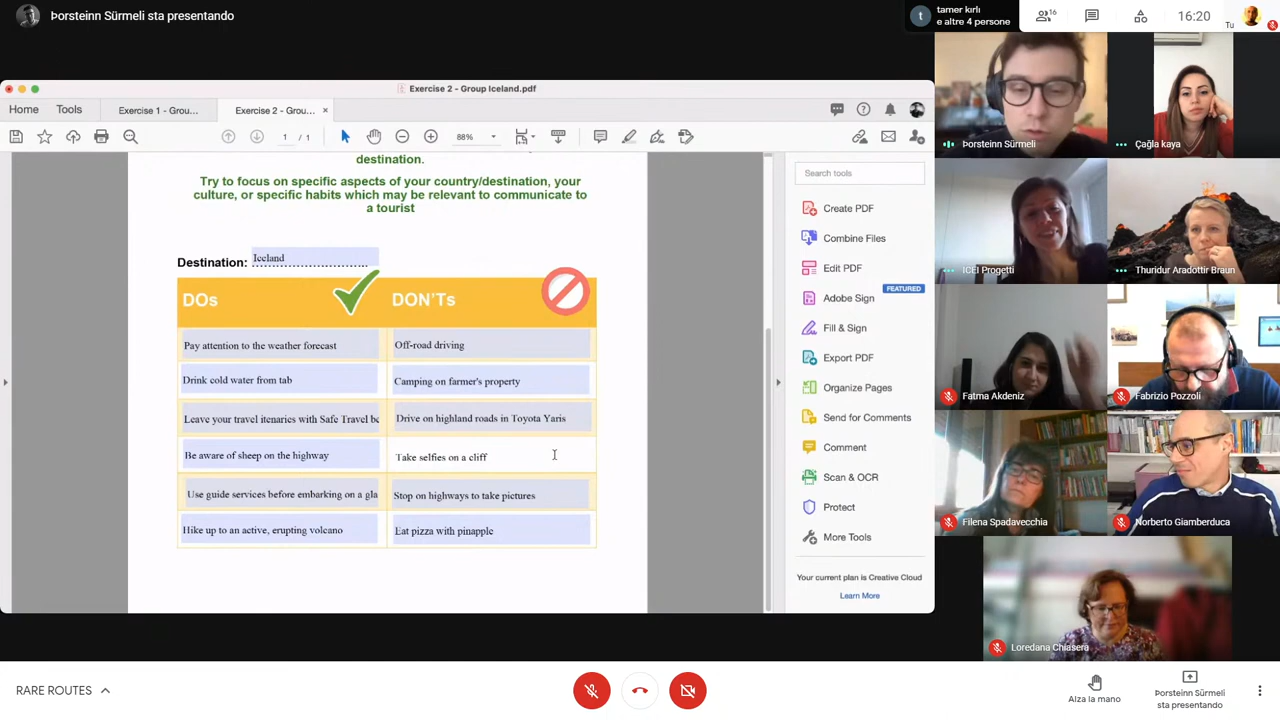 Þorsteinn Sürmeli sta presentando
t
tamer kırlı
e altre 4 persone
16
16:20
Tu
Exercise 2 - Group Iceland.pdf
Home
Tools
Exercise 1 - Grou...
Exercise 2 - Grou...
×
1 / 1
88%
destination.
Try to focus on specific aspects of your country/destination, your
culture, or specific habits which may be relevant to communicate to
a tourist
Destination: Iceland
DOs
DON'Ts
Pay attention to the weather forecast
Off-road driving
Drink cold water from tab
Camping on farmer's property
Leave your travel itenaries with Safe Travel be
Drive on highland roads in Toyota Yaris
Be aware of sheep on the highway
Take selfies on a cliff
Use guide services before embarking on a gla
Stop on highways to take pictures
Hike up to an active, erupting volcano
Eat pizza with pinapple
Search tools
Create PDF
Combine Files
Edit PDF
FEATURED
Adobe Sign
Fill & Sign
Export PDF
Organize Pages
Send for Comments
Comment
Scan & OCR
Protect
More Tools
Your current plan is Creative Cloud
Learn More
Þorsteinn Sürmeli
Çağla kaya
ICEI Progetti
Thuridur Aradottir Braun
Fatma Akdeniz
Fabrizio Pozzoli
Filena Spadavecchia
Norberto Giamberduca
Loredana Chiasera
RARE ROUTES
Alza la mano
Þorsteinn Sürmeli
sta presentando